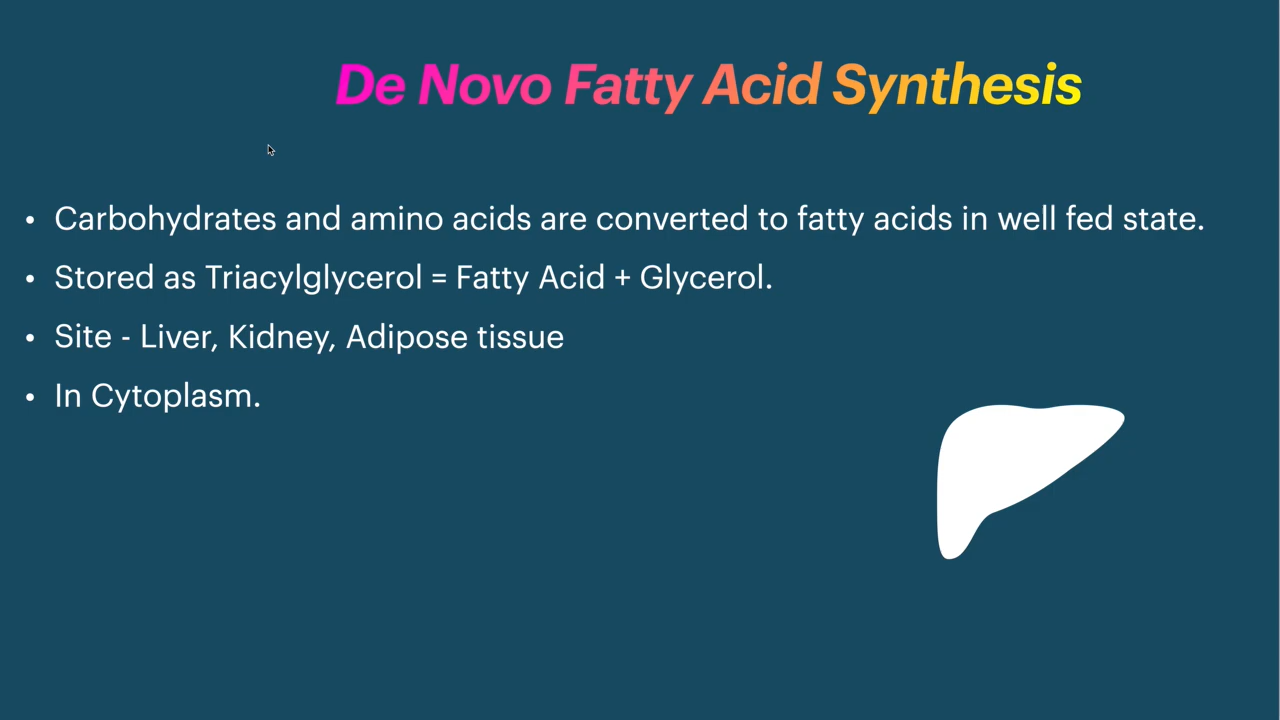 De Novo Fatty Acid Synthesis
• Carbohydrates and amino acids are converted to fatty acids in well fed state.
• Stored as Triacylglycerol = Fatty Acid + Glycerol.
• Site - Liver, Kidney, Adipose tissue
• In Cytoplasm.